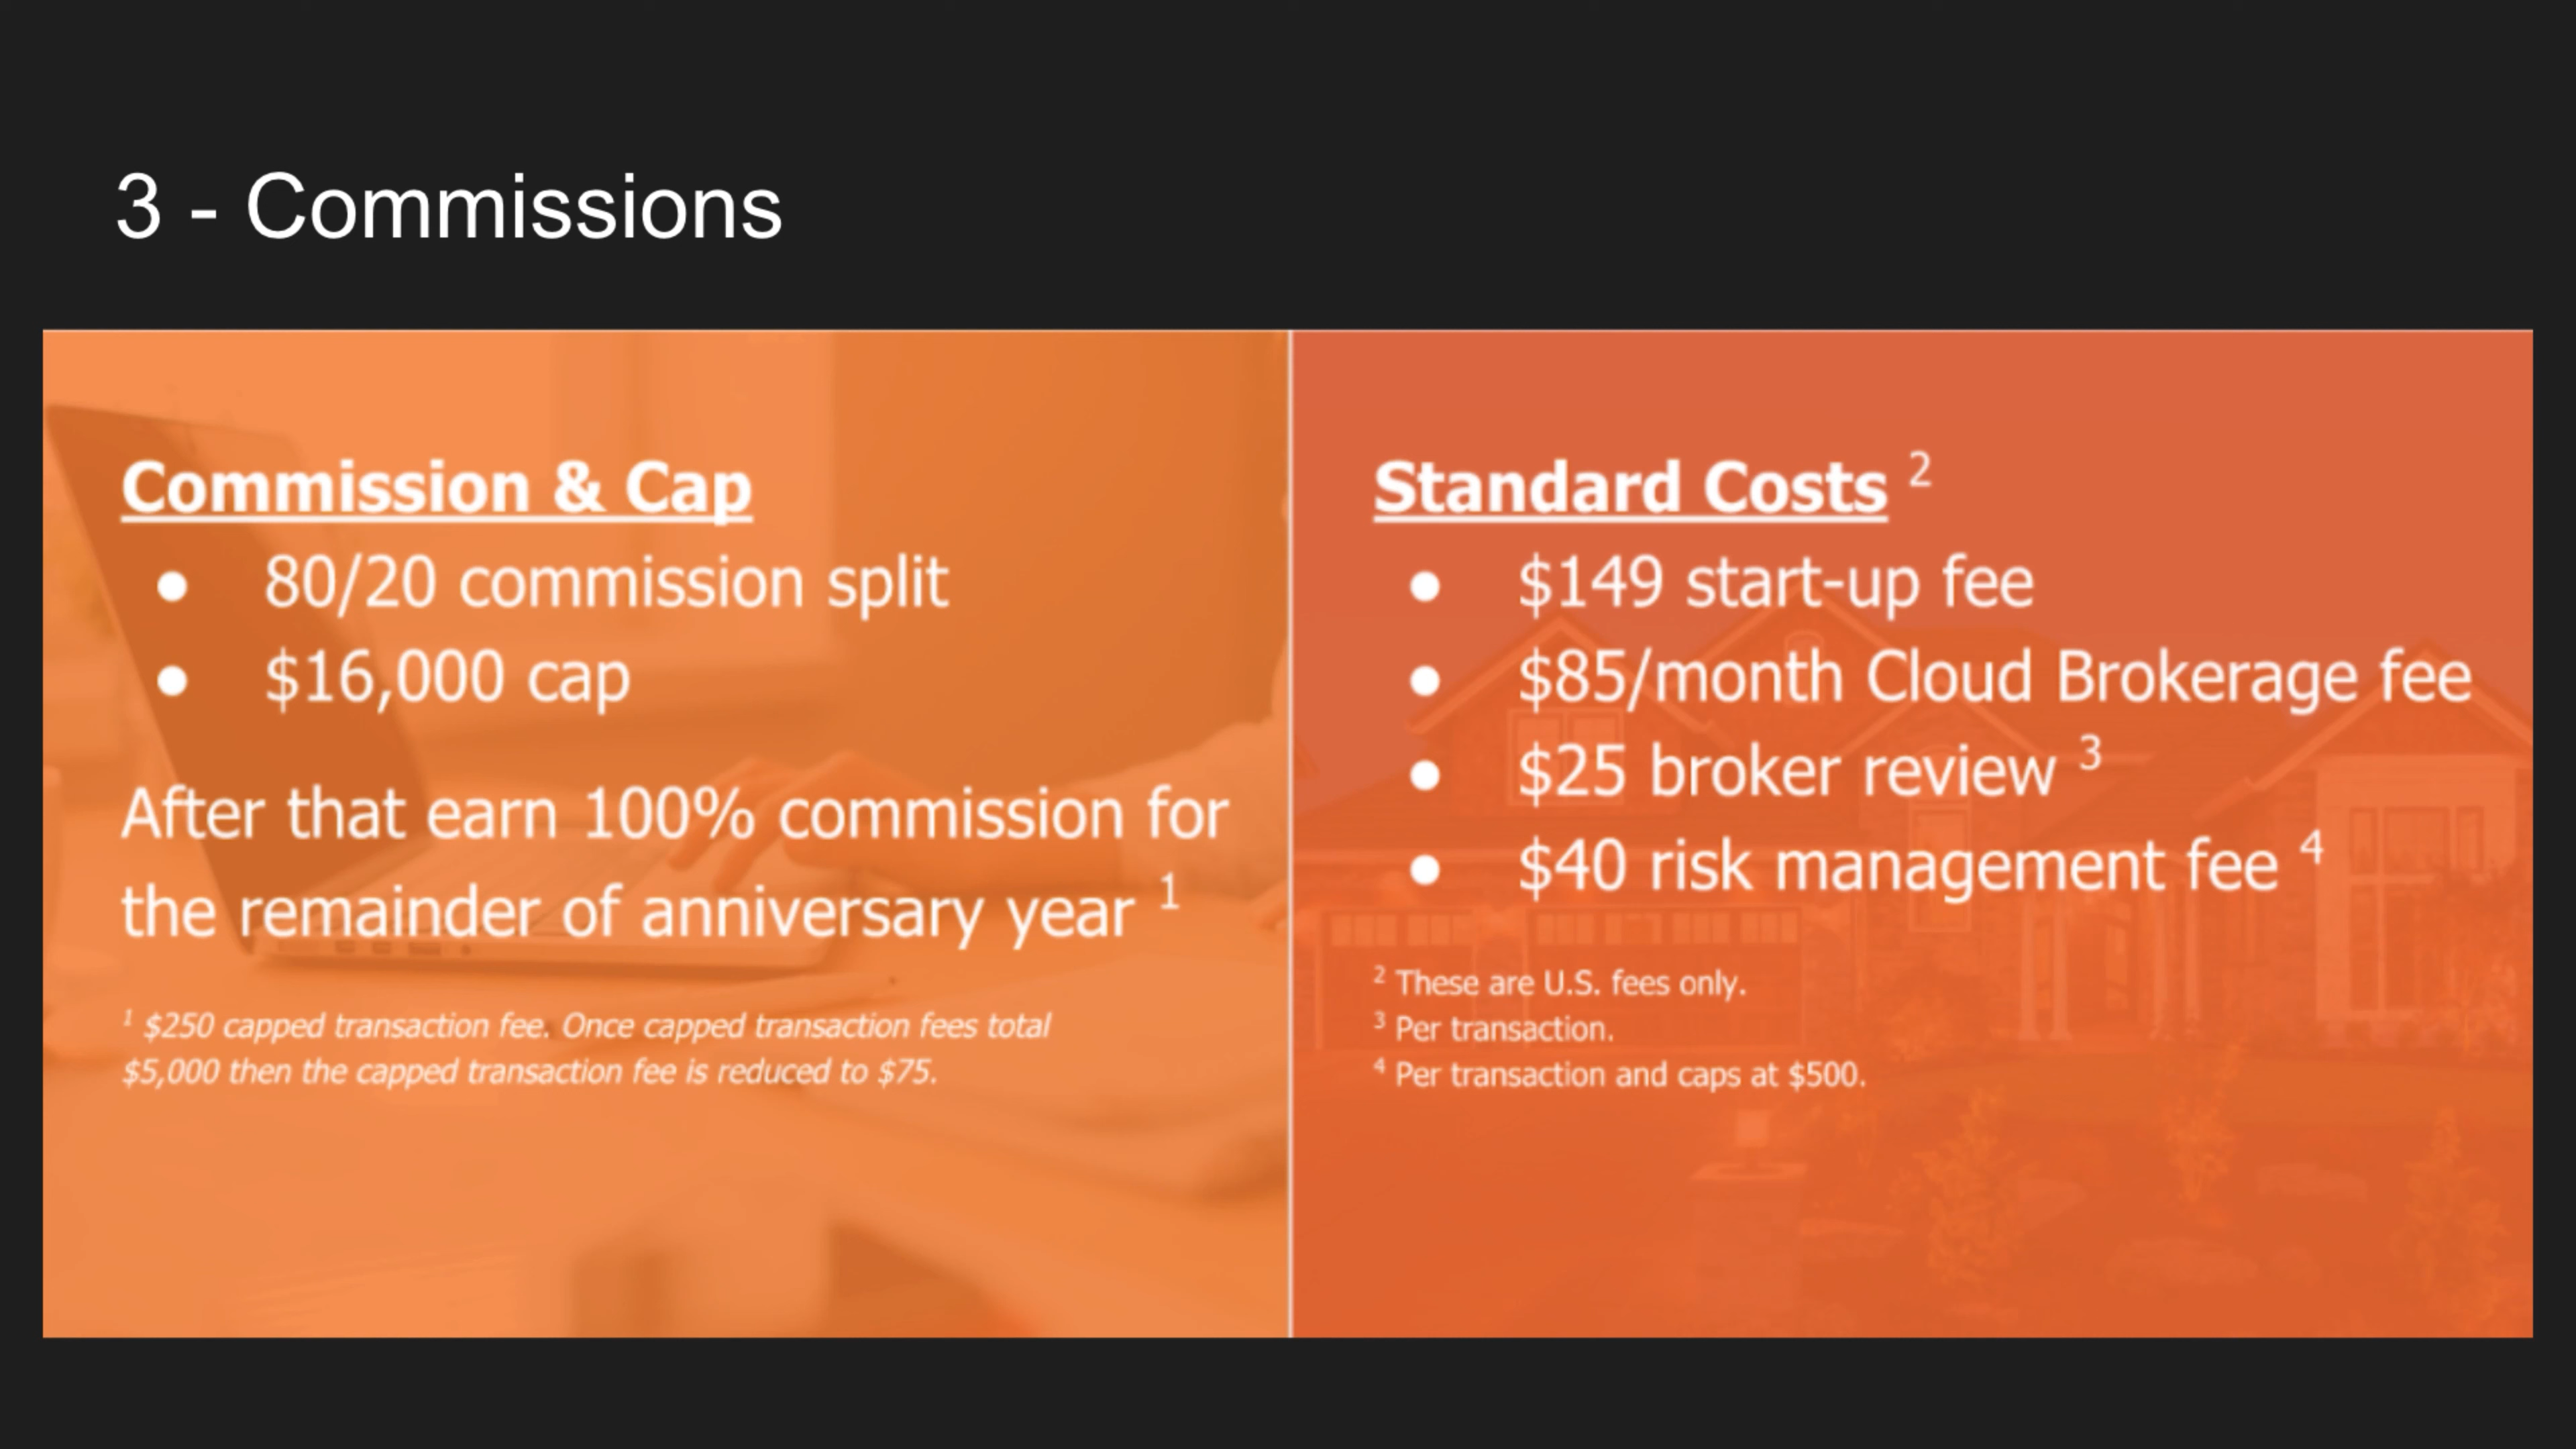 3 - Commissions
Commission & Cap
● 80/20 commission split
● $16,000 cap
After that earn 100% commission for
the remainder of anniversary year ¹
¹ $250 capped transaction fee. Once capped transaction fees total
$5,000 then the capped transaction fee is reduced to $75.
Standard Costs ²
● $149 start-up fee
● $85/month Cloud Brokerage fee
● $25 broker review ³
● $40 risk management fee ⁴
² These are U.S. fees only.
³ Per transaction.
⁴ Per transaction and caps at $500.